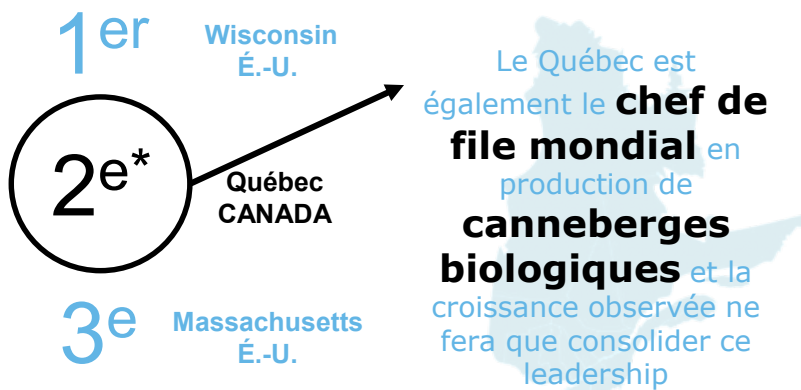 1er
Wisconsin
É.-U.
2e*
Québec
CANADA
3e
Massachusetts
É.-U.
Le Québec est
également le chef de
file mondial en
production de
canneberges
biologiques et la
croissance observée ne
fera que consolider ce
leadership